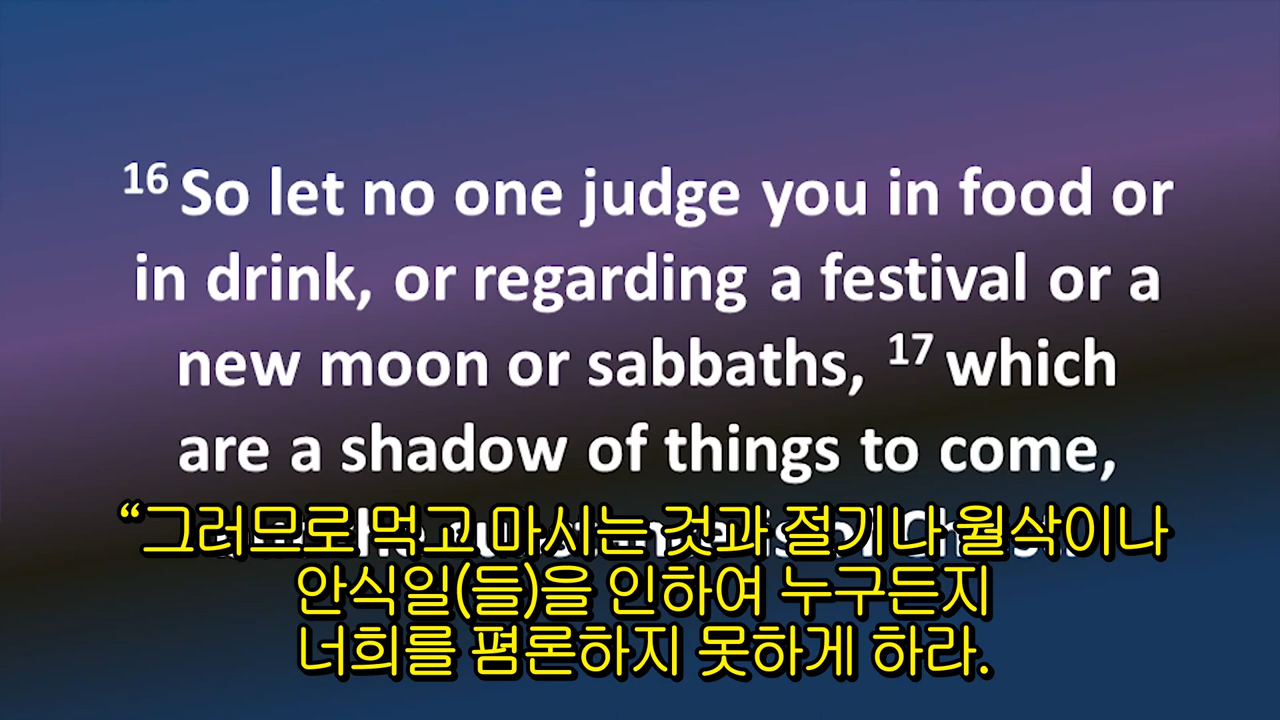 16 So let no one judge you in food or
in drink, or regarding a festival or a
new moon or sabbaths, 17 which
are a shadow of things to come,
“그러므로 먹고 마시는 것과 절기나 월삭이나
안식일(들)을 인하여 누구든지
너희를 폄론하지 못하게 하라.